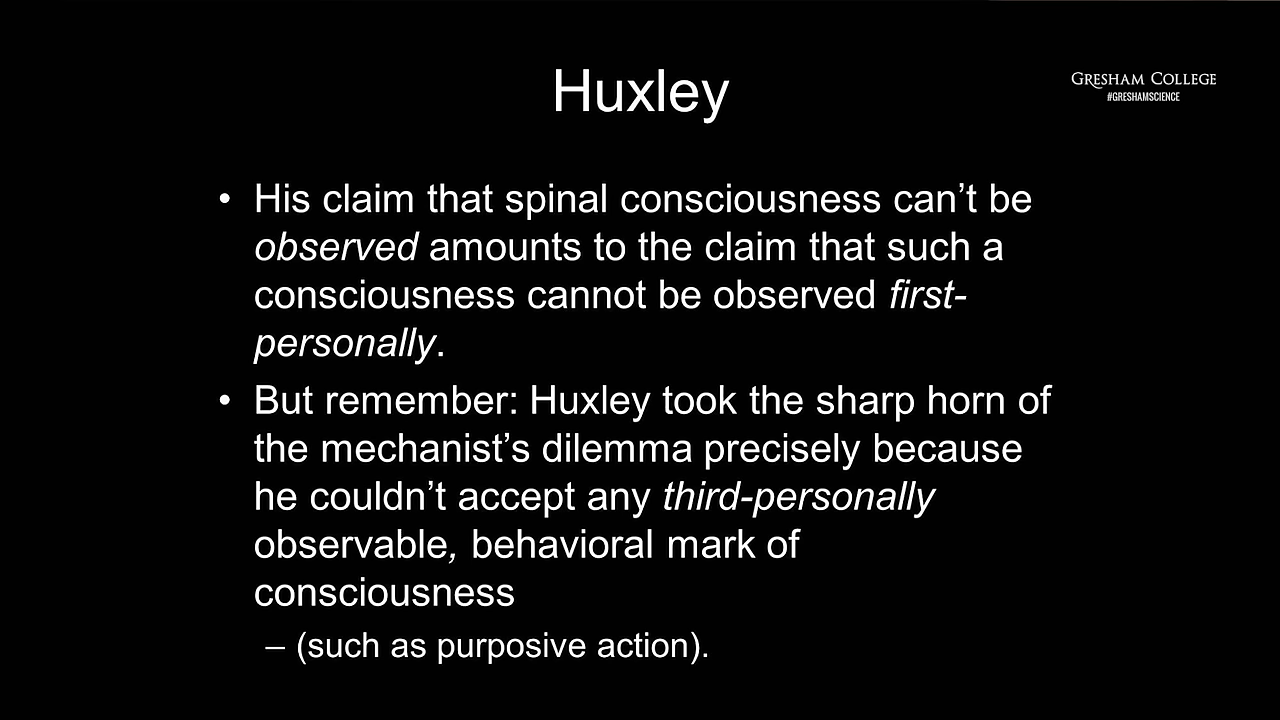 Huxley
GRESHAM COLLEGE
#GRESHAMSCIENCE
• His claim that spinal consciousness can’t be
observed amounts to the claim that such a
consciousness cannot be observed first-
personally.
• But remember: Huxley took the sharp horn of
the mechanist’s dilemma precisely because
he couldn’t accept any third-personally
observable, behavioral mark of
consciousness
– (such as purposive action).